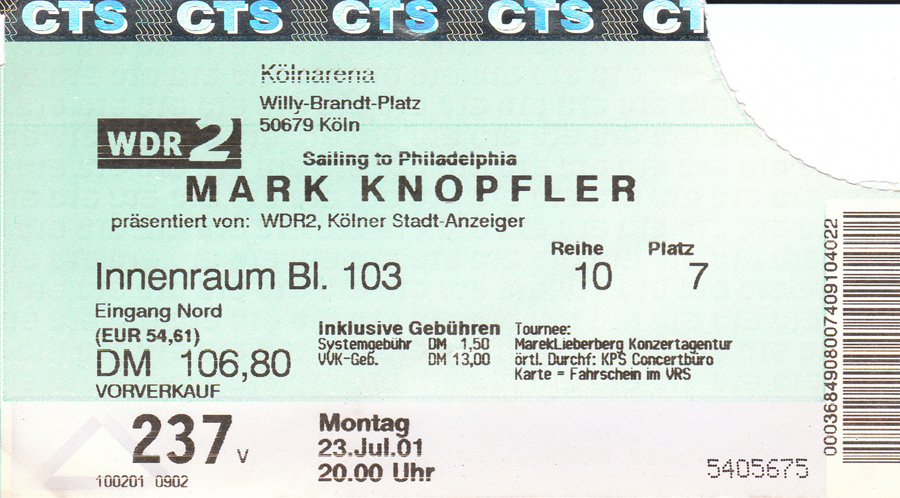 CTS CTS CTS CTS CT
Kölnarena
Willy-Brandt-Platz
50679 Köln
WDR 2
Sailing to Philadelphia
MARK KNOPFLER
präsentiert von: WDR2, Kölner Stadt-Anzeiger
Reihe Platz
Innenraum Bl. 103 10 7
Eingang Nord
(EUR 54,61)
DM 106,80
VORVERKAUF
Inklusive Gebühren
Systemgebühr DM 1,50
VVK-Geb. DM 13,00
Tournee:
MarekLieberberg Konzertagentur
örtl. Durchf: KPS Concertbüro
Karte = Fahrschein im VRS
237 V
100201 0902
Montag
23.Jul.01
20.00 Uhr
5405675
0003684908007409104022